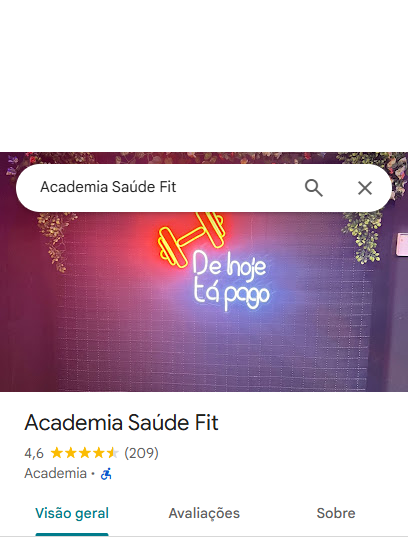 Academia Saúde Fit
De hoje
tá pago
Academia Saúde Fit
4,6 (209)
Academia ·
Visão geral Avaliações Sobre